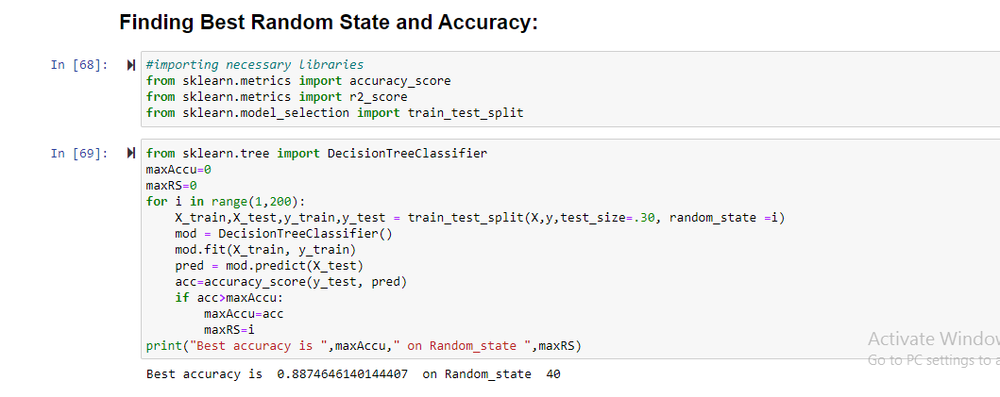 Finding Best Random State and Accuracy:
In [68]:
#importing necessary libraries
from sklearn.metrics import accuracy_score
from sklearn.metrics import r2_score
from sklearn.model_selection import train_test_split
In [69]:
from sklearn.tree import DecisionTreeClassifier
maxAccu=0
maxRS=0
for i in range(1,200):
    X_train,X_test,y_train,y_test = train_test_split(X,y,test_size=.30, random_state =i)
    mod = DecisionTreeClassifier()
    mod.fit(X_train, y_train)
    pred = mod.predict(X_test)
    acc=accuracy_score(y_test, pred)
    if acc>maxAccu:
        maxAccu=acc
        maxRS=i
print("Best accuracy is ",maxAccu," on Random_state ",maxRS)
Activate Window
Go to PC settings to a
Best accuracy is  0.8874646140144407  on Random_state  40